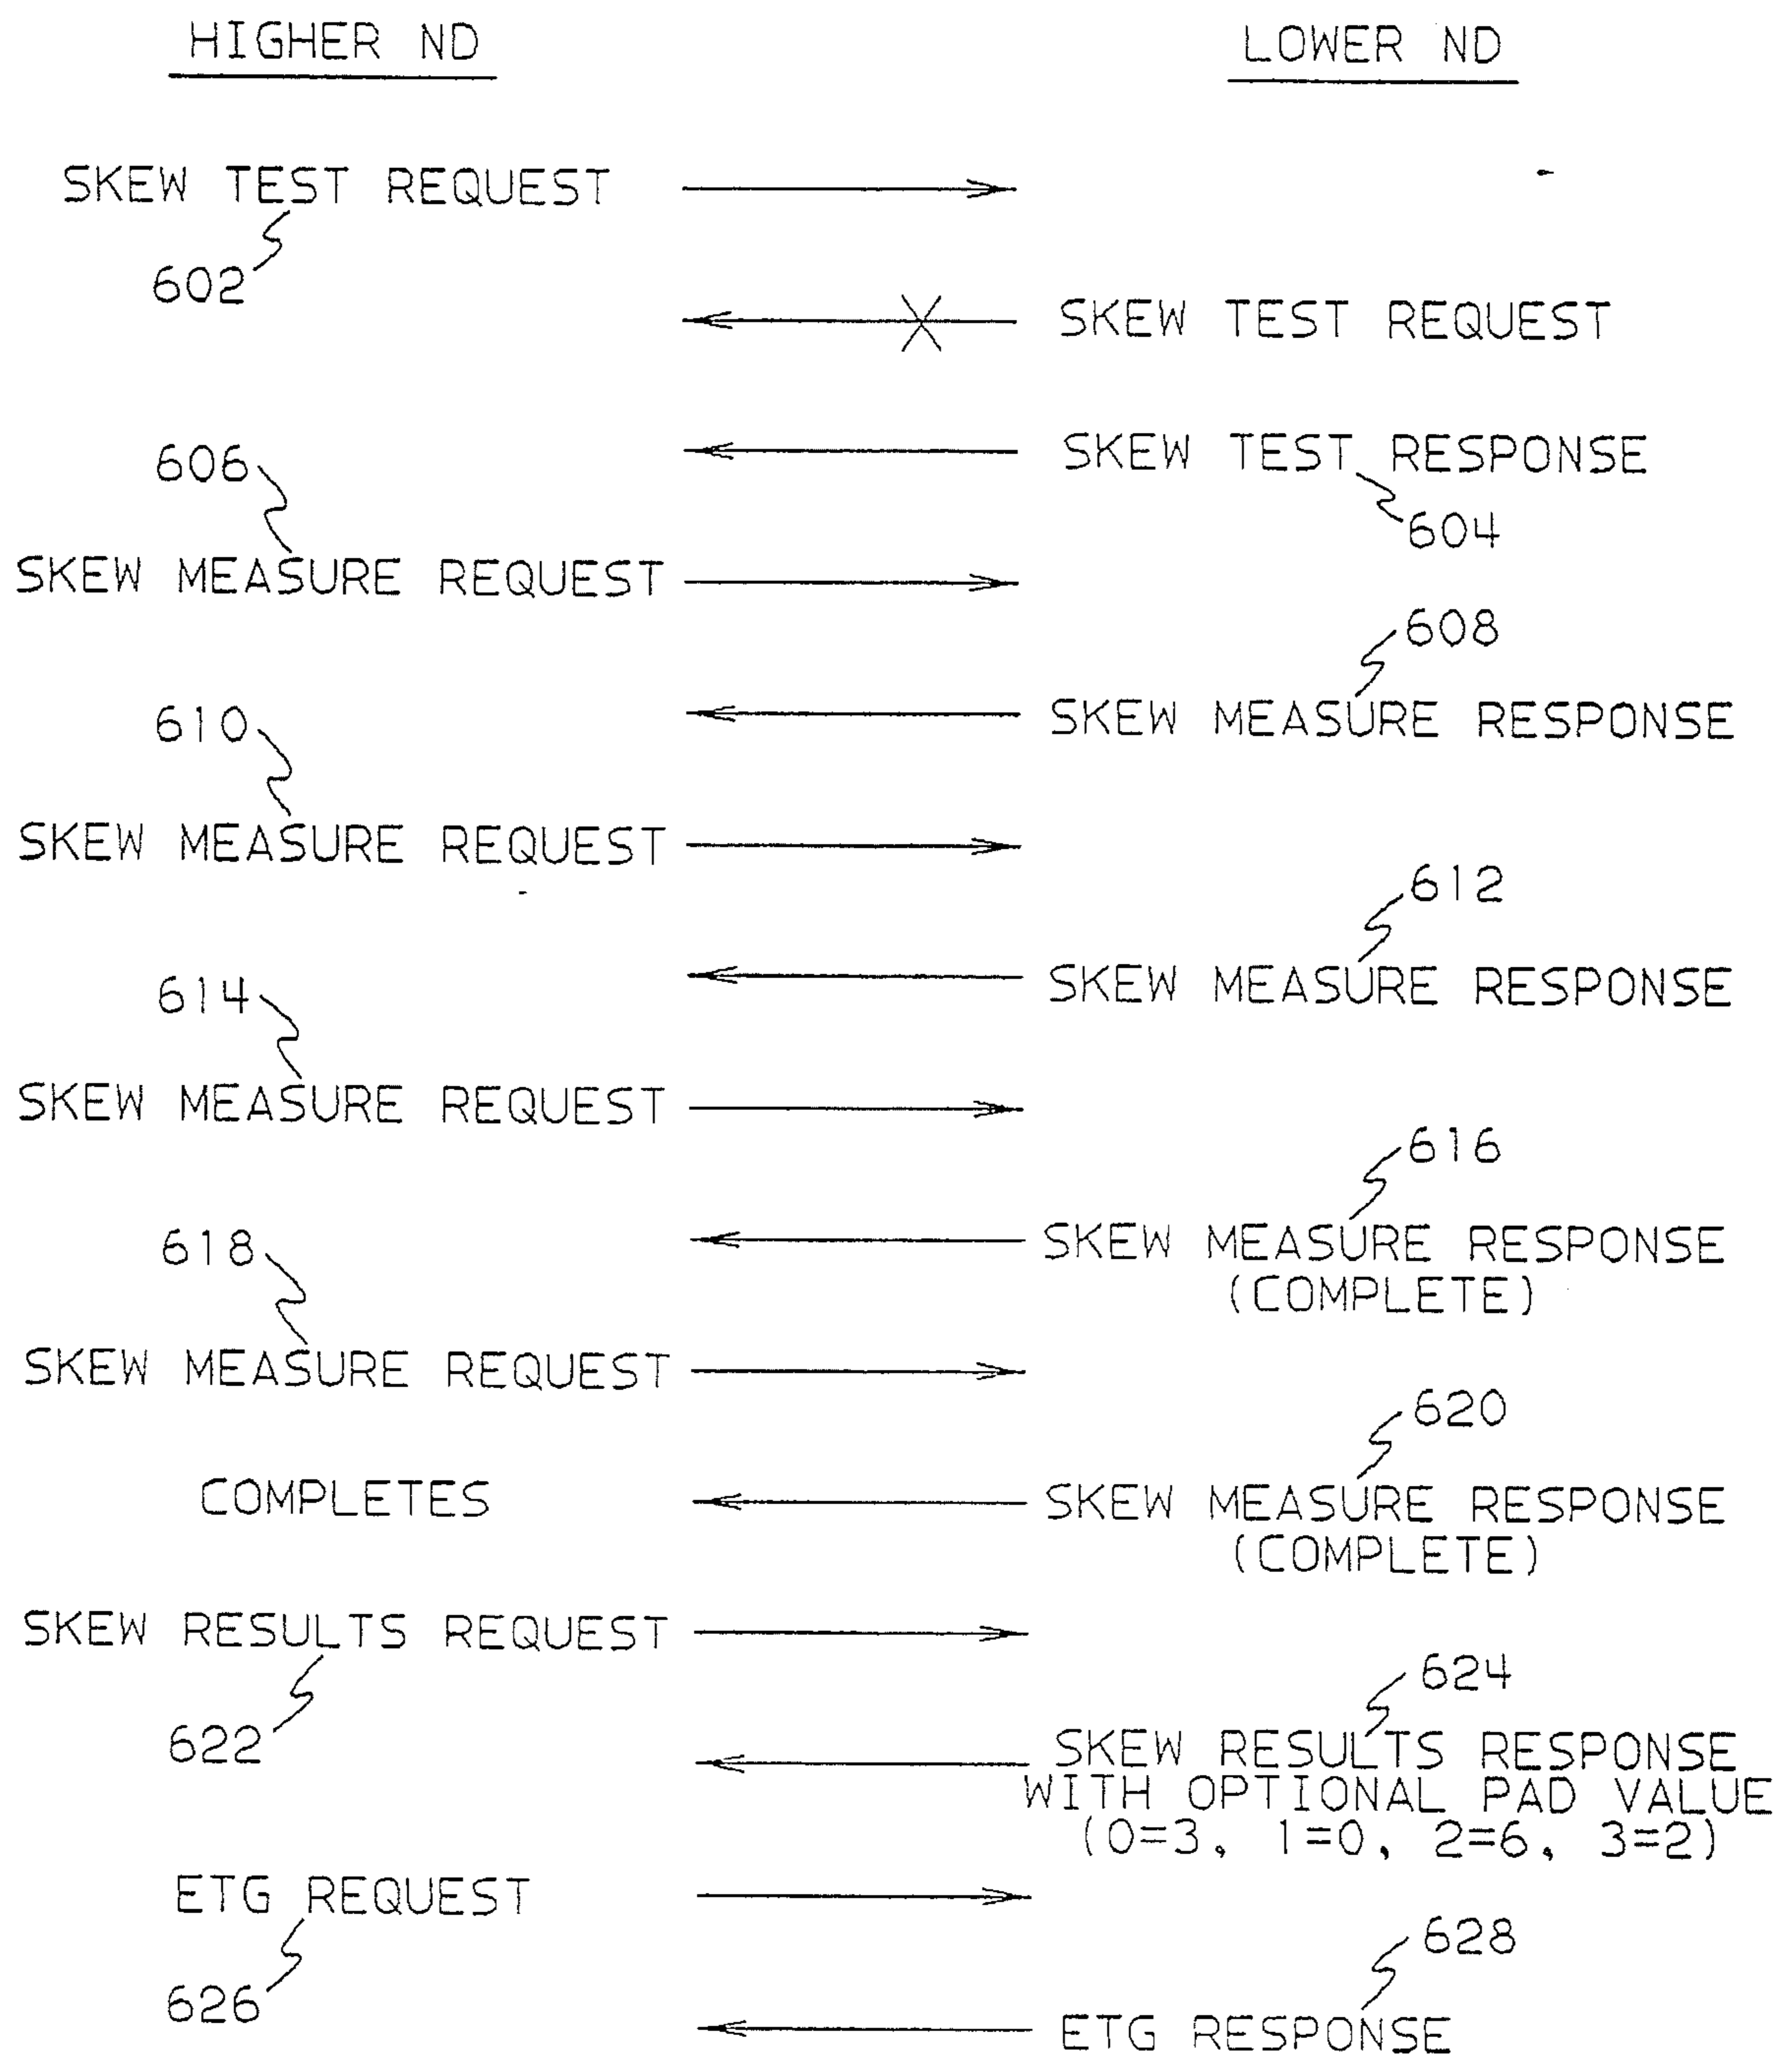 HIGHER ND
LOWER ND
SKEW TEST REQUEST
602
SKEW TEST REQUEST
SKEW TEST RESPONSE
604
606
SKEW MEASURE REQUEST
608
SKEW MEASURE RESPONSE
610
SKEW MEASURE REQUEST
612
SKEW MEASURE RESPONSE
614
SKEW MEASURE REQUEST
616
SKEW MEASURE RESPONSE
(COMPLETE)
618
SKEW MEASURE REQUEST
620
COMPLETES
SKEW MEASURE RESPONSE
(COMPLETE)
SKEW RESULTS REQUEST
622
624
SKEW RESULTS RESPONSE
WITH OPTIONAL PAD VALUE
(0=3, 1=0, 2=6, 3=2)
ETG REQUEST
626
628
ETG RESPONSE